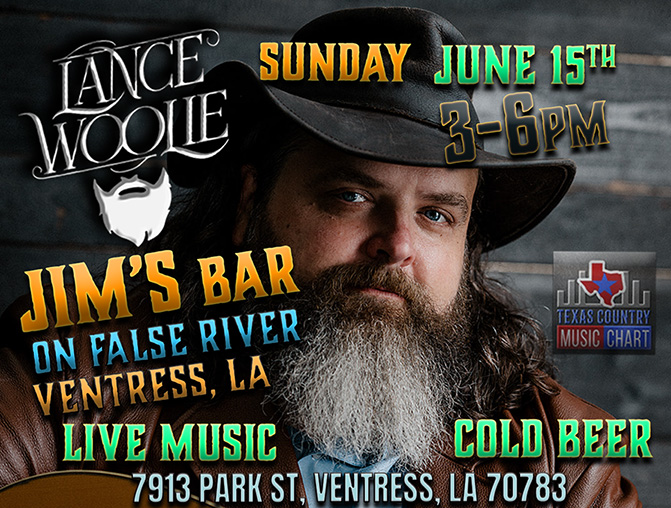 LANCE
WOOLIE
SUNDAY JUNE 15TH
3-6PM
JIM'S BAR
ON FALSE RIVER
VENTRESS, LA
TEXAS COUNTRY
MUSIC CHART
LIVE MUSIC
COLD BEER
7913 PARK ST, VENTRESS, LA 70783